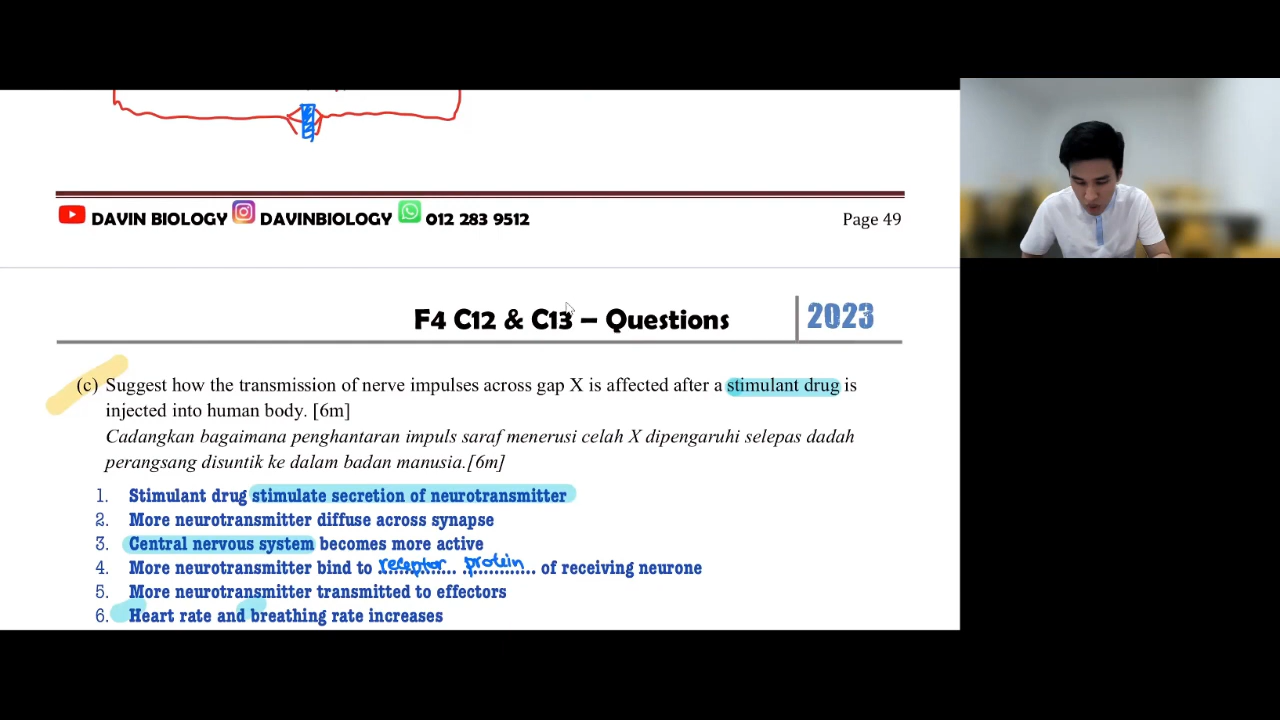 DAVIN BIOLOGY DAVINBIOLOGY 012 283 9512 Page 49
F4 C12 & C13 – Questions 2023
(c) Suggest how the transmission of nerve impulses across gap X is affected after a stimulant drug is
injected into human body. [6m]
Cadangkan bagaimana penghantaran impuls saraf menerusi celah X dipengaruhi selepas dadah
perangsang disuntik ke dalam badan manusia.[6m]
1. Stimulant drug stimulate secretion of neurotransmitter
2. More neurotransmitter diffuse across synapse
3. Central nervous system becomes more active
4. More neurotransmitter bind to receptor protein of receiving neurone
5. More neurotransmitter transmitted to effectors
6. Heart rate and breathing rate increases